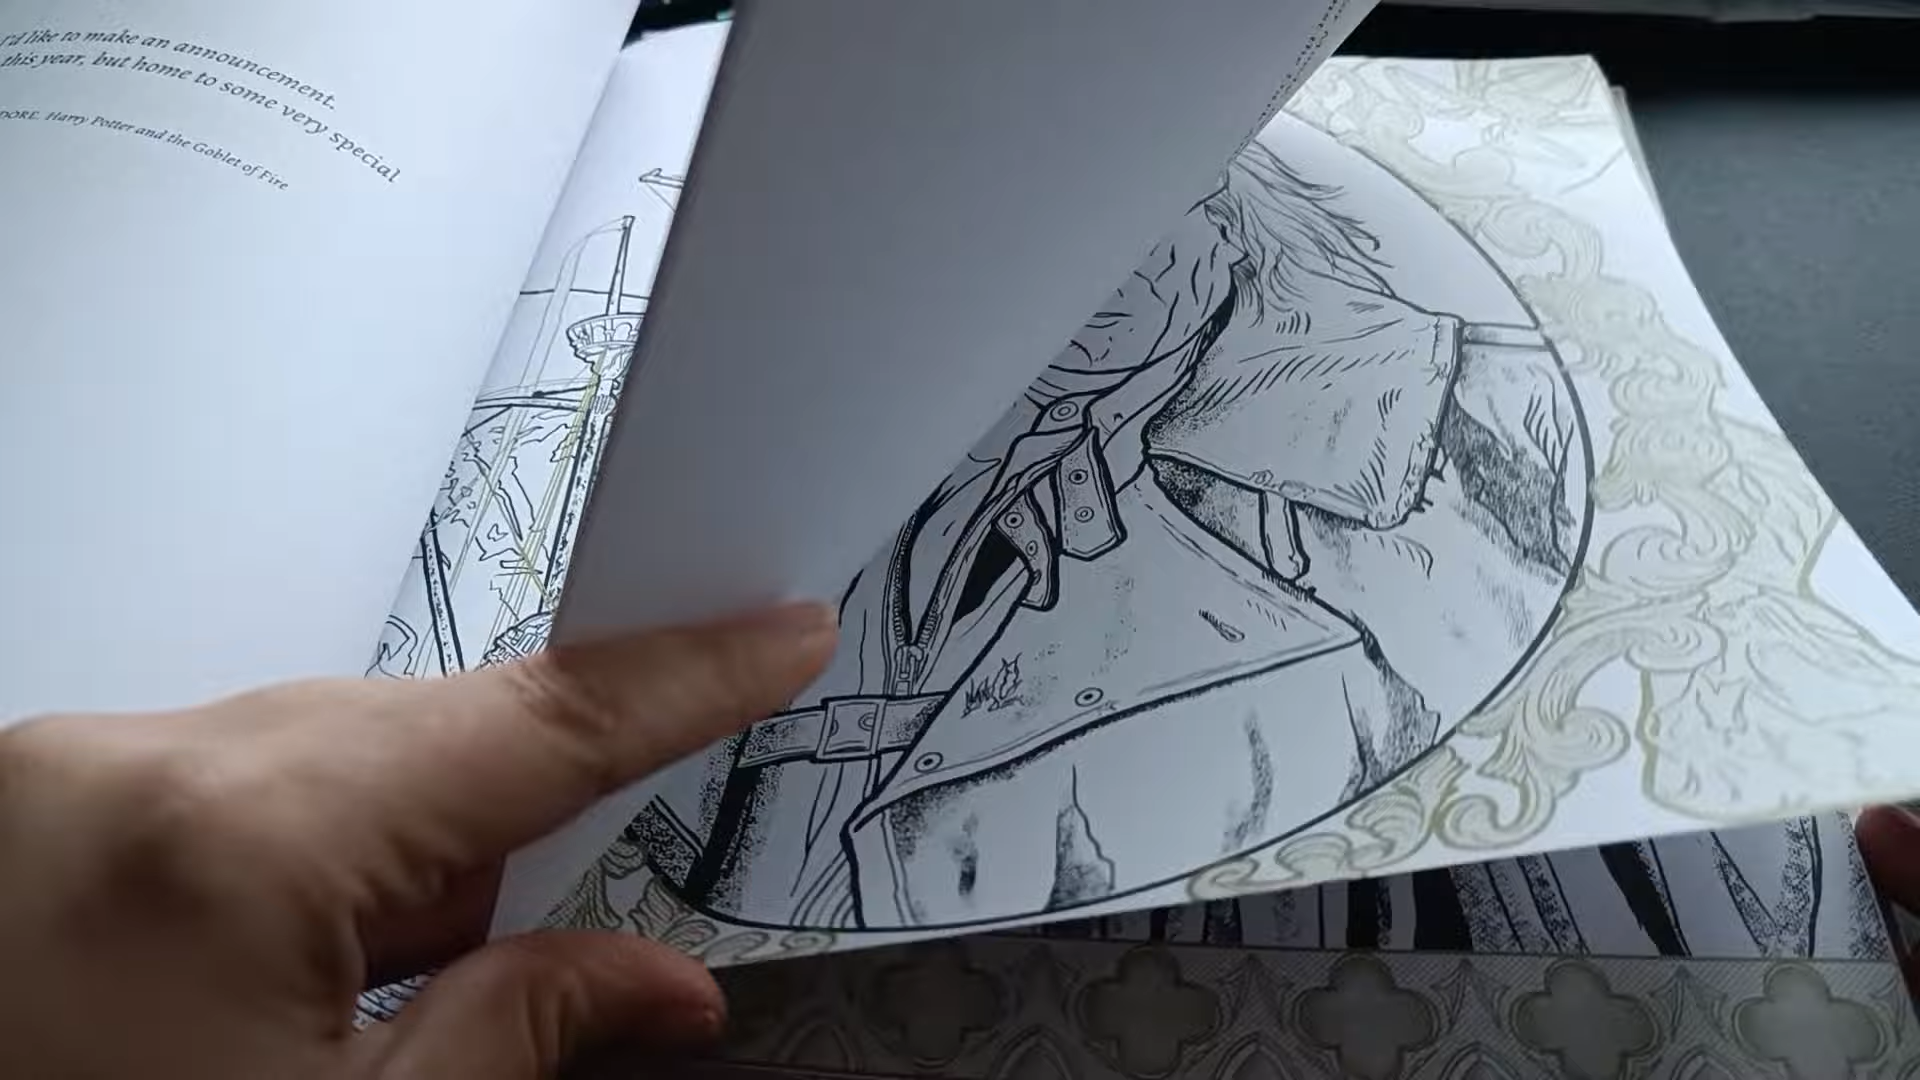 I'd like to make an announcement.
this year, but home to some very special
DORE. Harry Potter and the Goblet of Fire